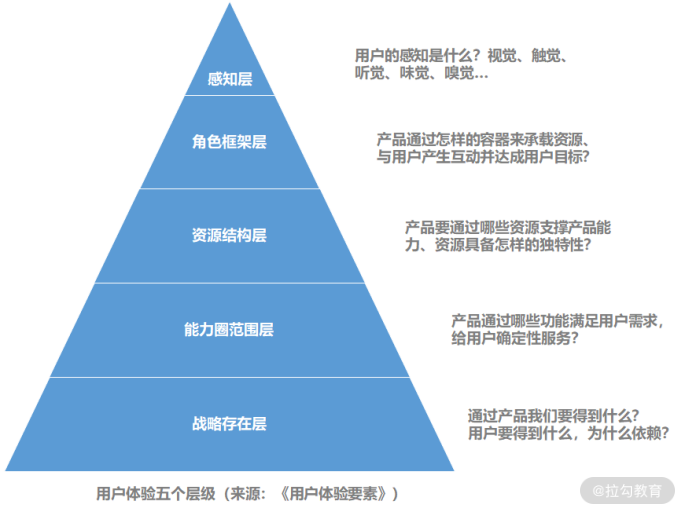 感知层
用户的感知是什么？视觉、触觉、
听觉、味觉、嗅觉...
角色框架层
产品通过怎样的容器来承载资源、
与用户产生互动并达成用户目标？
资源结构层
产品要通过哪些资源支撑产品能
力、资源具备怎样的独特性？
能力圈范围层
产品通过哪些功能满足用户需求，
给用户确定性服务？
战略存在层
通过产品我们要得到什么？
用户要得到什么，为什么依赖？
用户体验五个层级（来源：《用户体验要素》）
@拉勾教育